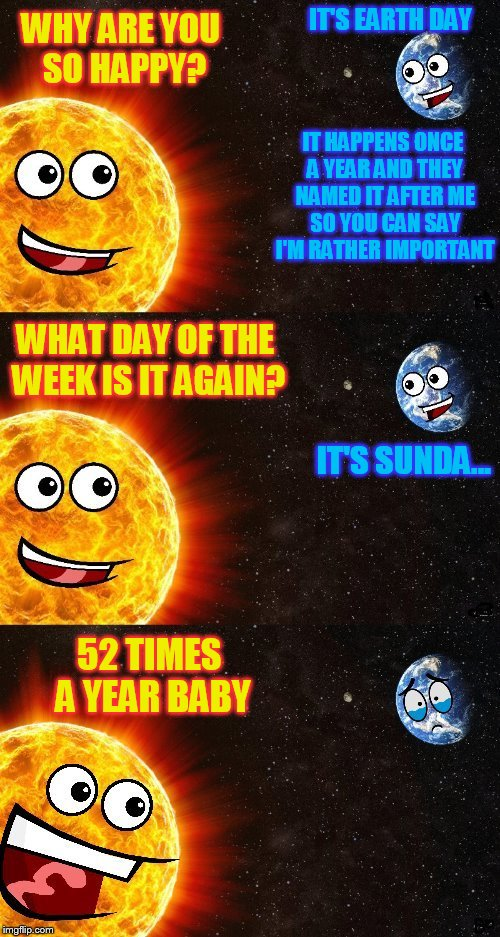 WHY ARE YOU
SO HAPPY?
IT'S EARTH DAY
IT HAPPENS ONCE
A YEAR AND THEY
NAMED IT AFTER ME
SO YOU CAN SAY
I'M RATHER IMPORTANT
WHAT DAY OF THE
WEEK IS IT AGAIN?
IT'S SUNDA...
52 TIMES
A YEAR BABY
imgflip.com